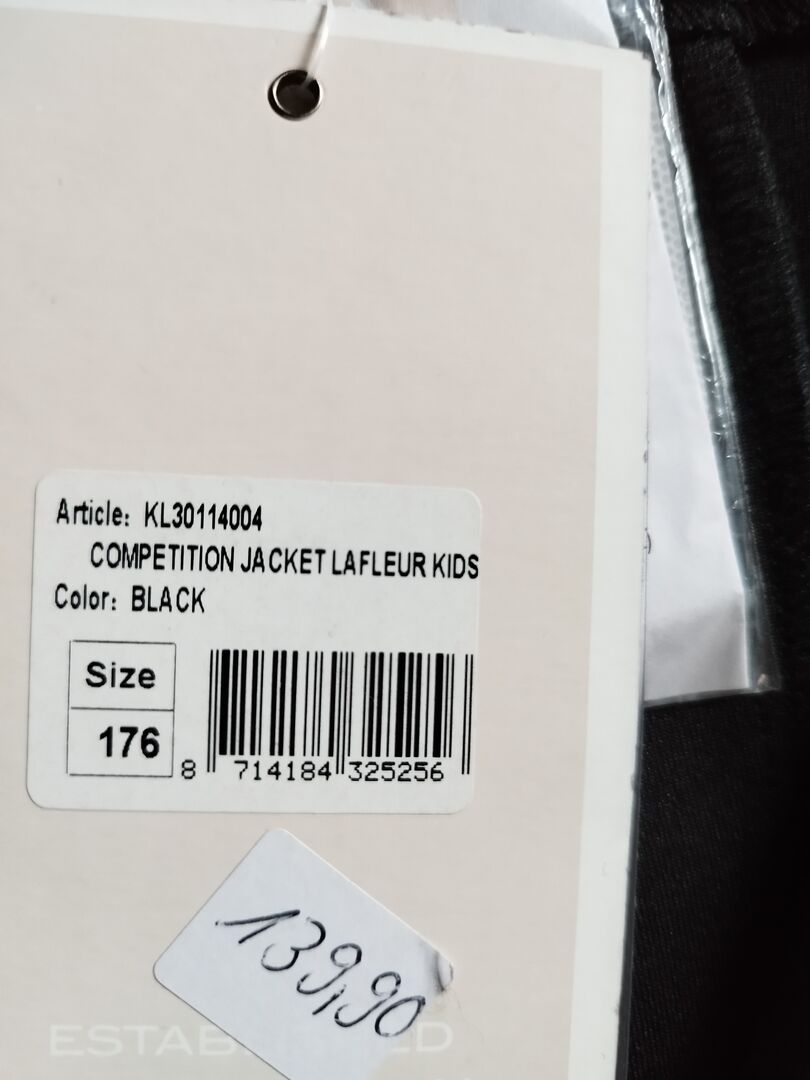 Article: KL30114004
COMPETITION JACKET LAFLEUR KIDS
Color: BLACK
Size
176
8 714184 325256
139,90